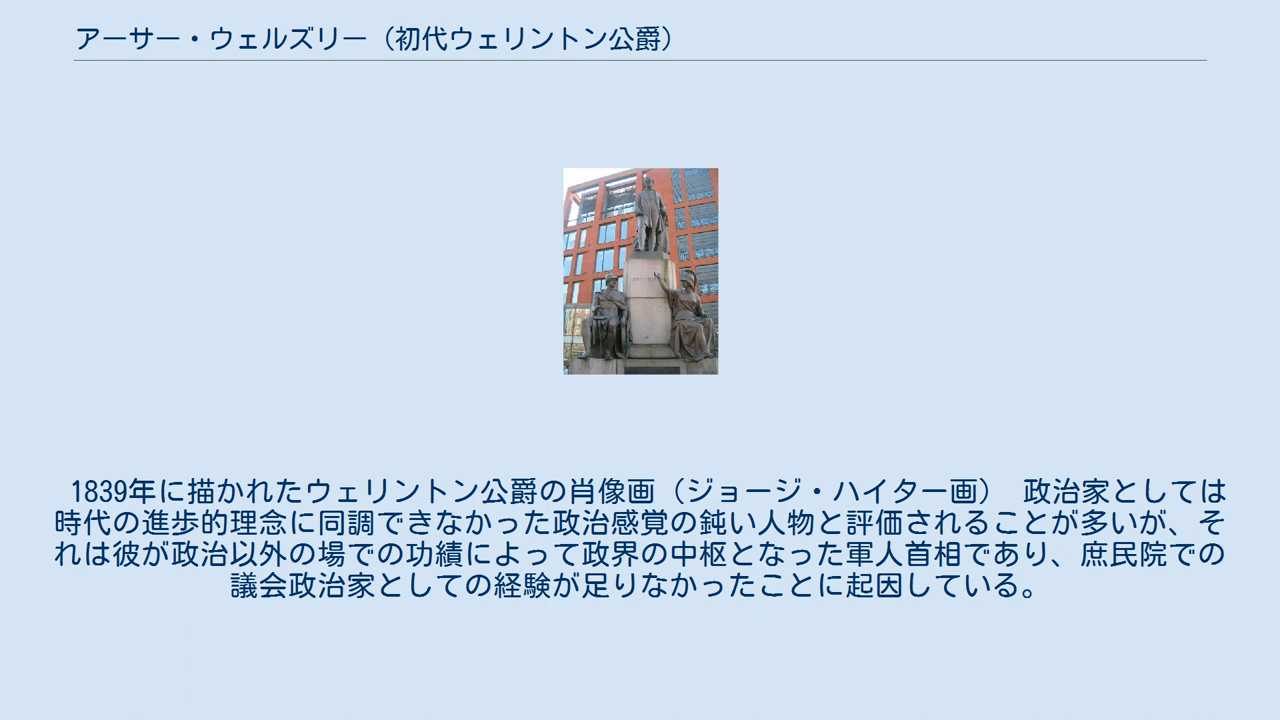 アーサー・ウェルズリー（初代ウェリントン公爵）
1839年に描かれたウェリントン公爵の肖像画（ジョージ・ハイター画） 政治家としては
時代の進歩的理念に同調できなかった政治感覚の鈍い人物と評価されることが多いが、そ
れは彼が政治以外の場での功績によって政界の中枢となった軍人首相であり、庶民院での
議会政治家としての経験が足りなかったことに起因している。